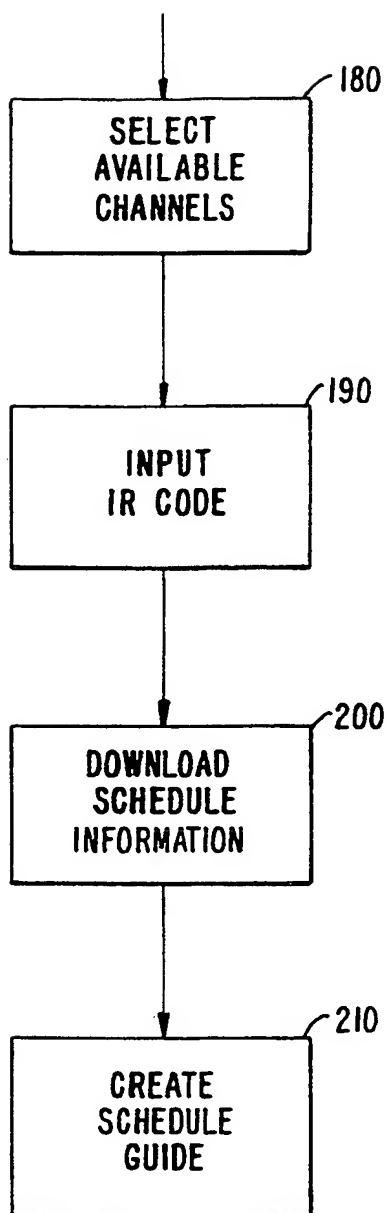 180
SELECT
AVAILABLE
CHANNELS
190
INPUT
IR CODE
200
DOWNLOAD
SCHEDULE
INFORMATION
210
CREATE
SCHEDULE
GUIDE